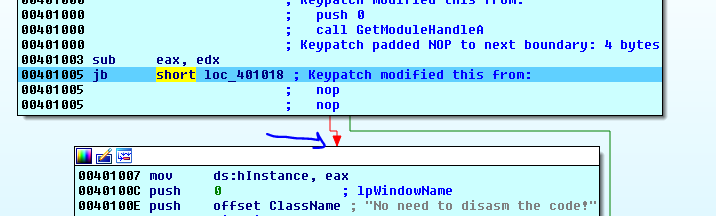 00401000 ; Keypatch modified this from:
00401000 ; push 0
00401000 ; call GetModuleHandleA
00401000 ; Keypatch padded NOP to next boundary: 4 bytes
00401003 sub eax, edx
00401005 jb short loc_401018 ; Keypatch modified this from:
00401005 ; nop
00401005 ; nop
00401007 mov ds:hInstance, eax
0040100C push 0 ; lpWindowName
0040100E push offset ClassName ; "No need to disasm the code!"